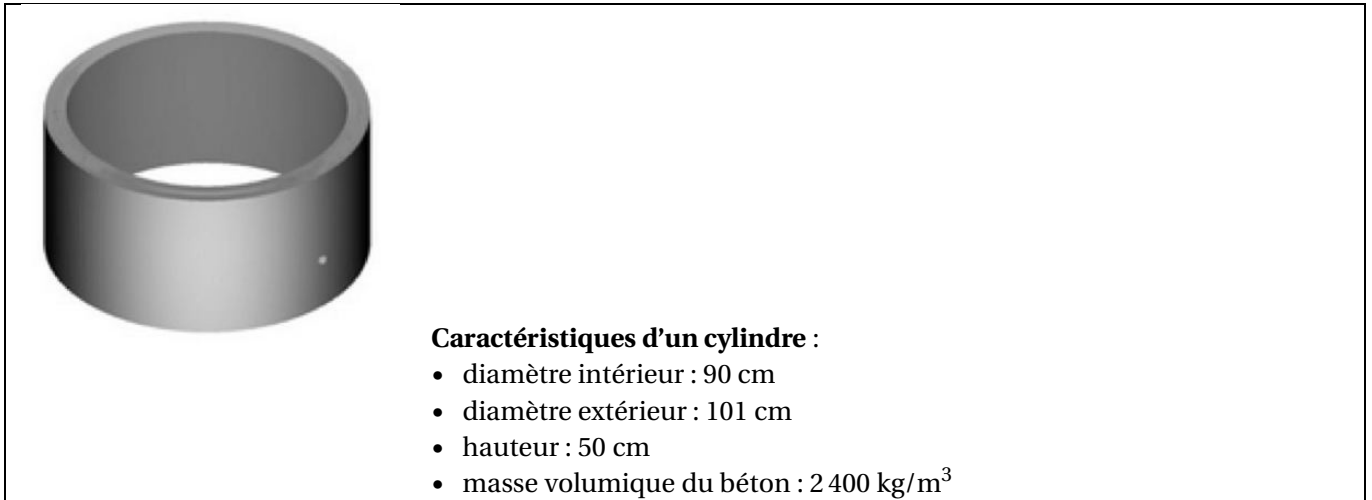 Caractéristiques d'un cylindre :
• diamètre intérieur : 90 cm
• diamètre extérieur : 101 cm
• hauteur : 50 cm
• masse volumique du béton : 2 400 kg/m³